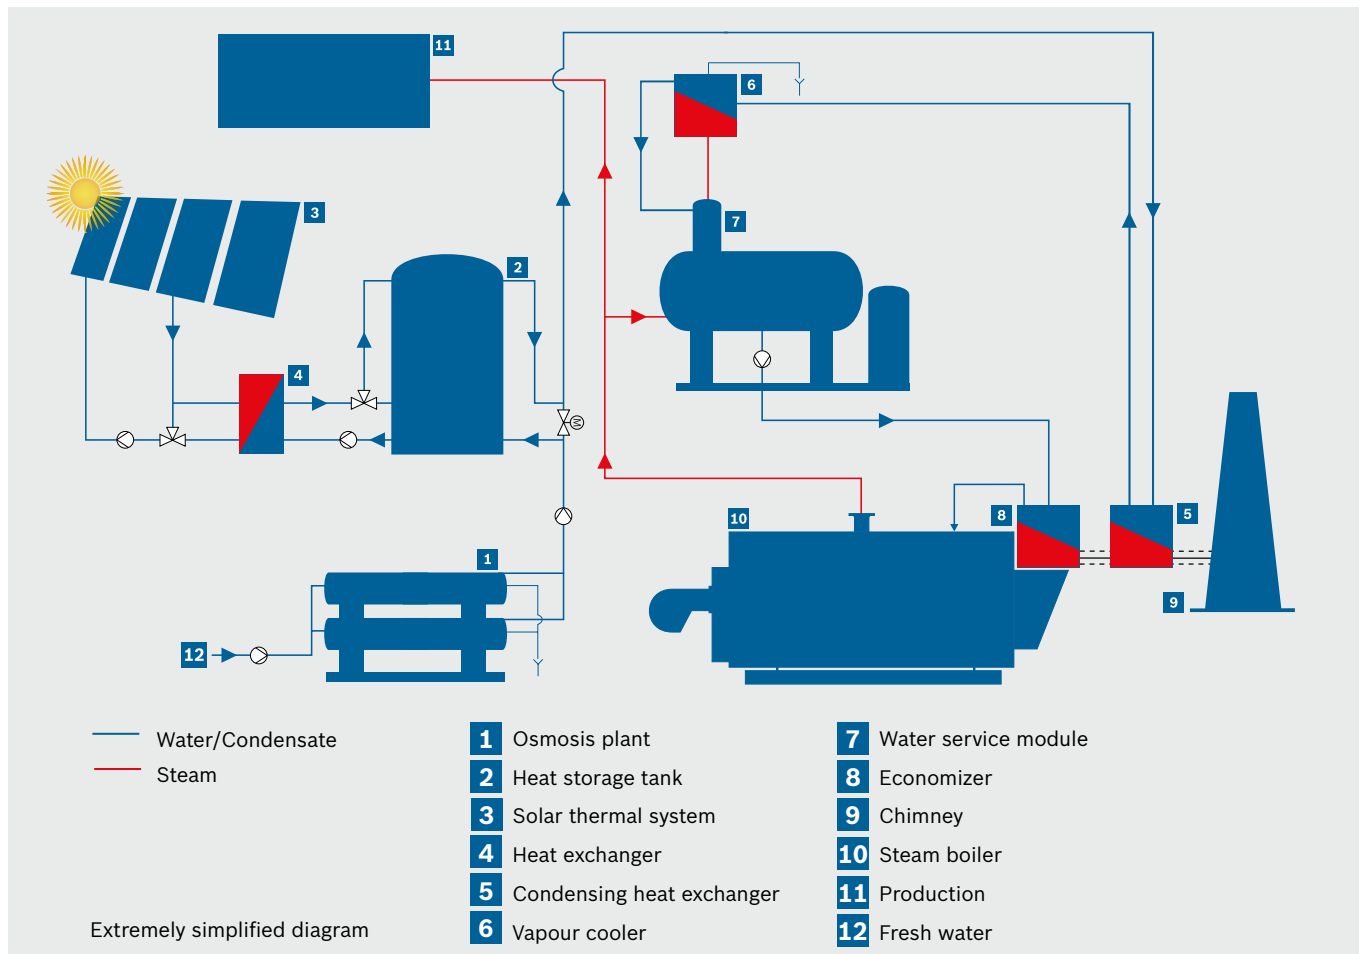 11
6
3
7
2
4
10
8
5
M
1
9
12
Water/Condensate
Steam
1 Osmosis plant
2 Heat storage tank
3 Solar thermal system
4 Heat exchanger
5 Condensing heat exchanger
6 Vapour cooler
7 Water service module
8 Economizer
9 Chimney
10 Steam boiler
11 Production
12 Fresh water
Extremely simplified diagram